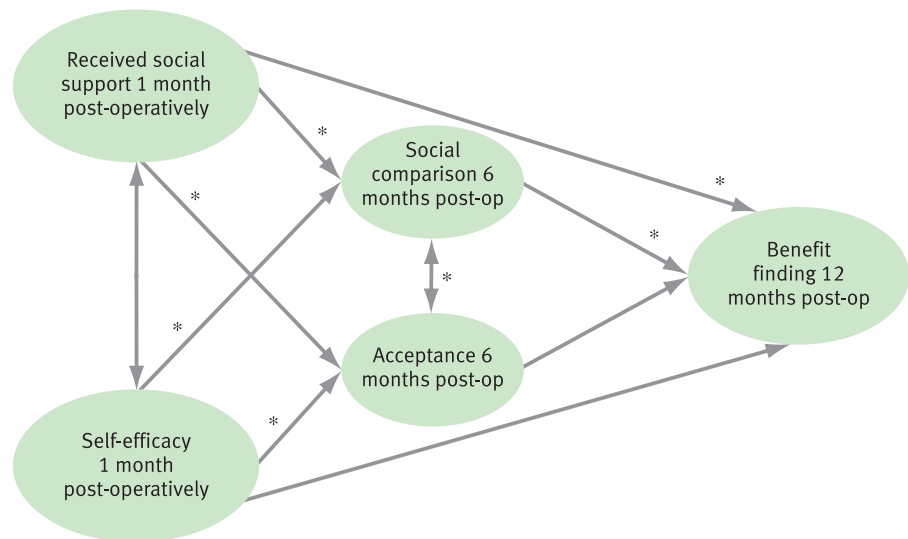 Received social
support 1 month
post-operatively
*
*
*
Social
comparison 6
months post-op
*
*
Benefit
finding 12
months post-op
*
*
Acceptance 6
months post-op
*
Self-efficacy
1 month
post-operatively